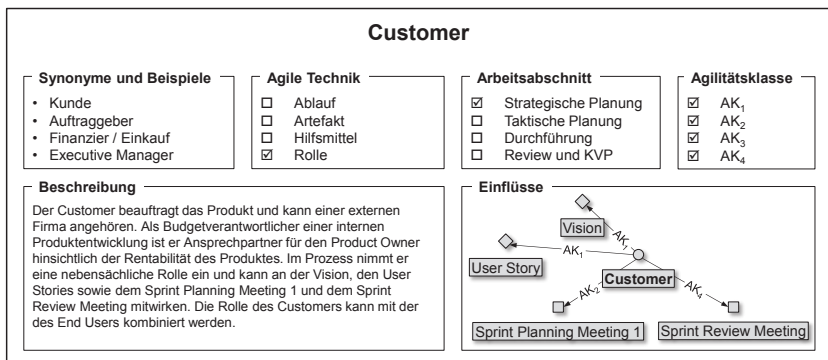 Customer
Synonyme und Beispiele
• Kunde
• Auftraggeber
• Finanzier / Einkauf
• Executive Manager
Agile Technik
☐ Ablauf
☐ Artefakt
☐ Hilfsmittel
☑ Rolle
Arbeitsabschnitt
☑ Strategische Planung
☐ Taktische Planung
☐ Durchführung
☐ Review und KVP
Agilitätsklasse
☑ AK1
☑ AK2
☑ AK3
☑ AK4
Beschreibung
Der Customer beauftragt das Produkt und kann einer externen
Firma angehören. Als Budgetverantwortlicher einer internen
Produktentwicklung ist er Ansprechpartner für den Product Owner
hinsichtlich der Rentabilität des Produktes. Im Prozess nimmt er
eine nebensächliche Rolle ein und kann an der Vision, den User
Stories sowie dem Sprint Planning Meeting 1 und dem Sprint
Review Meeting mitwirken. Die Rolle des Customers kann mit der
des End Users kombiniert werden.
Einflüsse
Vision
AK1
AK1
User Story
Customer
AK2
AK4
Sprint Planning Meeting 1
Sprint Review Meeting